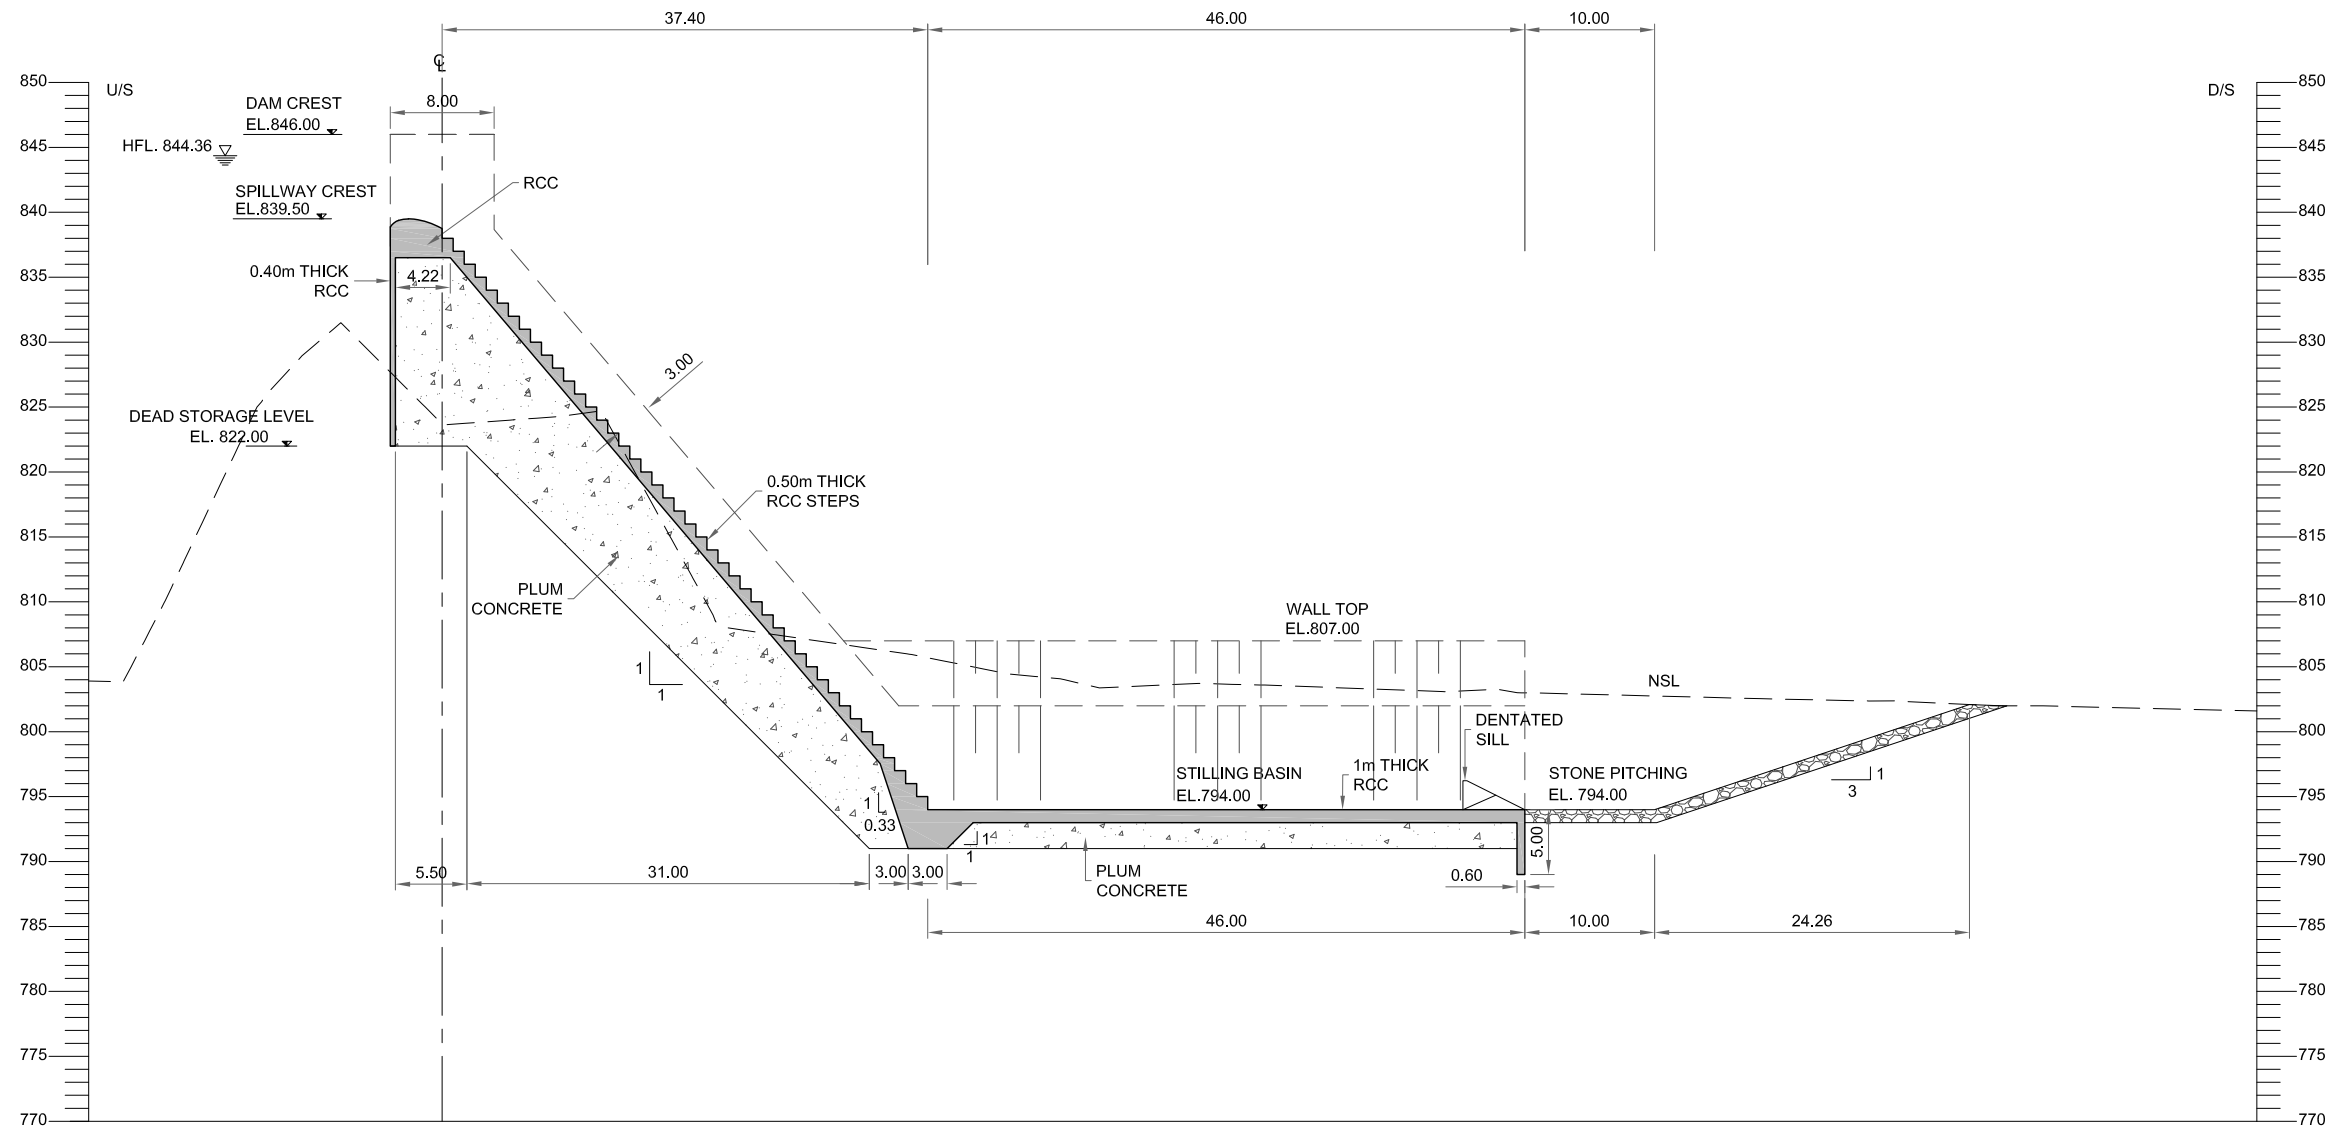 37.40
46.00
10.00
℄
850
U/S
D/S
850
DAM CREST
EL.846.00
8.00
HFL. 844.36
845
845
SPILLWAY CREST
EL.839.50
RCC
840
840
0.40m THICK
RCC
4.22
835
835
830
830
3.00
825
825
DEAD STORAGE LEVEL
EL. 822.00
820
820
0.50m THICK
RCC STEPS
815
815
PLUM
CONCRETE
810
810
WALL TOP
EL.807.00
1
1
805
805
NSL
800
800
DENTATED
SILL
STILLING BASIN
EL.794.00
1m THICK
RCC
STONE PITCHING
EL. 794.00
1
3
795
795
1
0.33
1
1
5.00
790
790
5.50
31.00
3.00
3.00
PLUM
CONCRETE
0.60
46.00
10.00
24.26
785
785
780
780
775
775
770
770